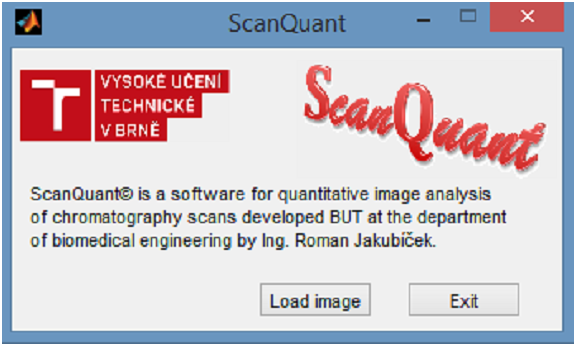 ScanQuant
VYSOKÉ UČENÍ
TECHNICKÉ
V BRNĚ
ScanQuant
ScanQuant© is a software for quantitative image analysis
of chromatography scans developed BUT at the department
of biomedical engineering by Ing. Roman Jakubíček.
Load image
Exit